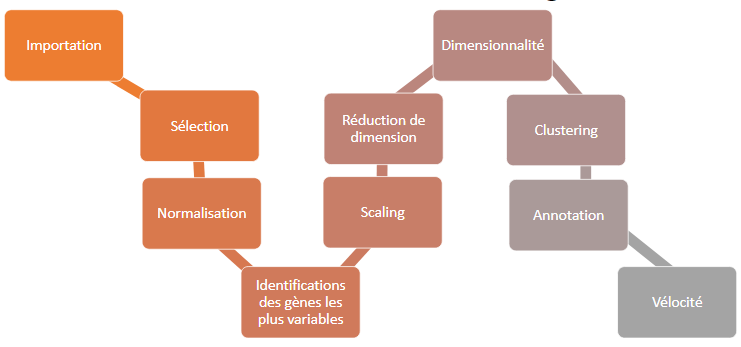 Importation
Sélection
Normalisation
Identifications
des gènes les
plus variables
Scaling
Réduction de
dimension
Dimensionnalité
Clustering
Annotation
Vélocité